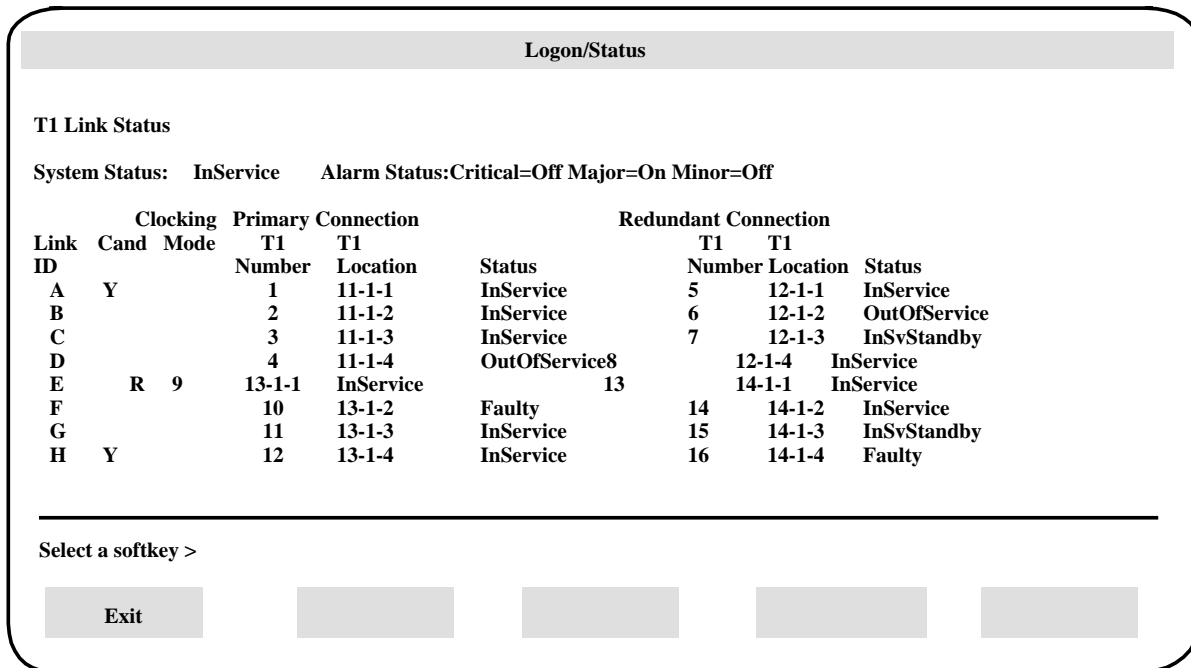 Logon/Status
T1 Link Status
System Status: InService Alarm Status:Critical=Off Major=On Minor=Off
Clocking Primary Connection Redundant Connection
Link Cand Mode T1 T1 T1 T1
ID Number Location Status Number Location Status
A Y 1 11-1-1 InService 5 12-1-1 InService
B 2 11-1-2 InService 6 12-1-2 OutOfService
C 3 11-1-3 InService 7 12-1-3 InSvStandby
D 4 11-1-4 OutOfService8 12-1-4 InService
E R 9 13-1-1 InService 13 14-1-1 InService
F 10 13-1-2 Faulty 14 14-1-2 InService
G 11 13-1-3 InService 15 14-1-3 InSvStandby
H Y 12 13-1-4 InService 16 14-1-4 Faulty
Select a softkey >
Exit